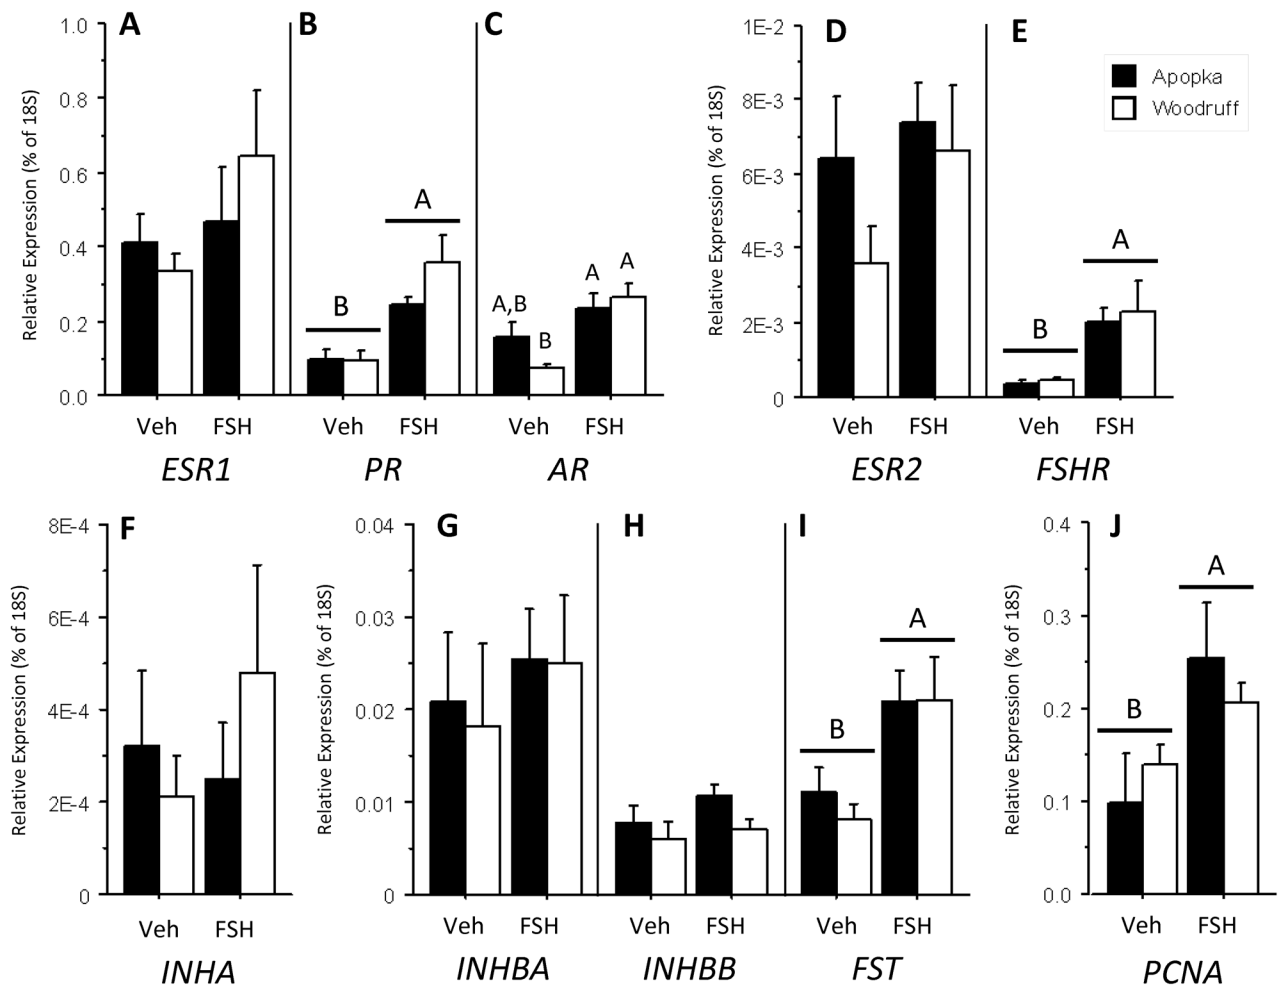 A
B
C
Relative Expression (% of 18S)
1.0
0.8
0.6
0.4
0.2
0.0
B
A
A,B
B
A
A
Veh
FSH
Veh
FSH
Veh
FSH
ESR1
PR
AR
D
E
Relative Expression (% of 18S)
1E-2
8E-3
6E-3
4E-3
2E-3
0
B
A
Veh
FSH
Veh
FSH
ESR2
FSHR
Apopka
Woodruff
F
Relative Expression (% of 18S)
8E-4
6E-4
4E-4
2E-4
0
Veh
FSH
INHA
G
H
I
Relative Expression (% of 18S)
0.04
0.03
0.02
0.01
0
B
A
Veh
FSH
Veh
FSH
Veh
FSH
INHBA
INHBB
FST
J
Relative Expression (% of 18S)
0.4
0.3
0.2
0.1
0.0
B
A
Veh
FSH
PCNA